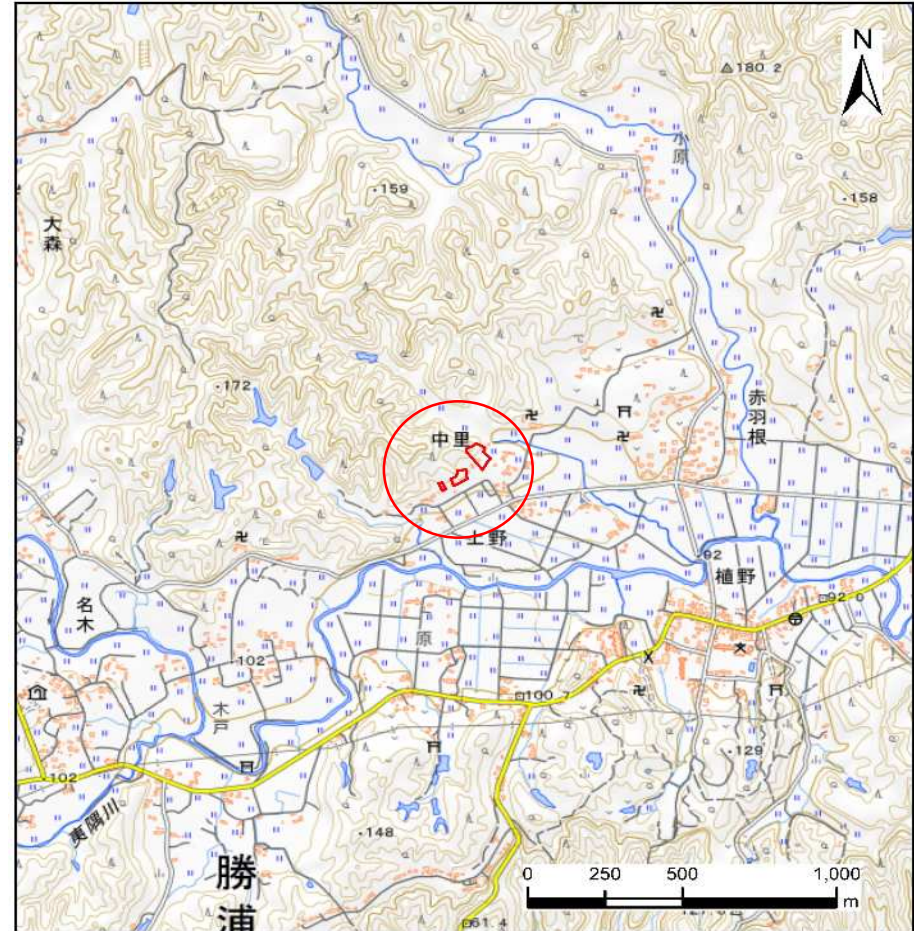 N
180.2
小原
・159
・158
大森
・172
赤羽根
中里
上野
92
植野
92.0
名木
原
・102
木戸
100.7
・129
・102
夷隅川
・148
勝浦
0 250 500 1,000
m
61.4